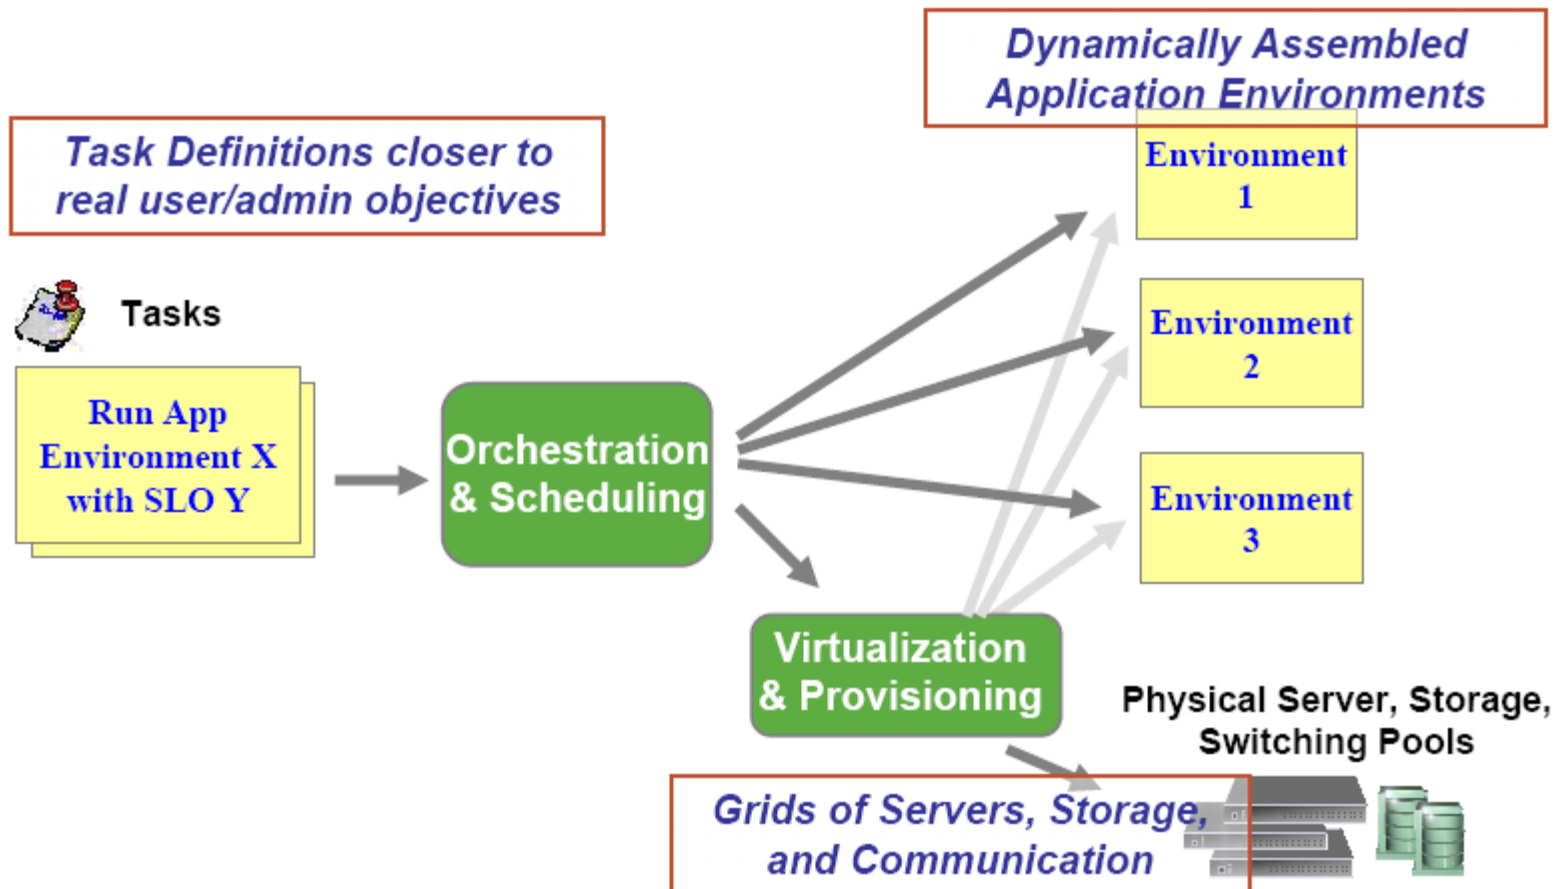 Dynamically Assembled
Application Environments
Task Definitions closer to
real user/admin objectives
Tasks
Run App
Environment X
with SLO Y
Orchestration
& Scheduling
Environment
1
Environment
2
Environment
3
Virtualization
& Provisioning
Physical Server, Storage,
Switching Pools
Grids of Servers, Storage,
and Communication